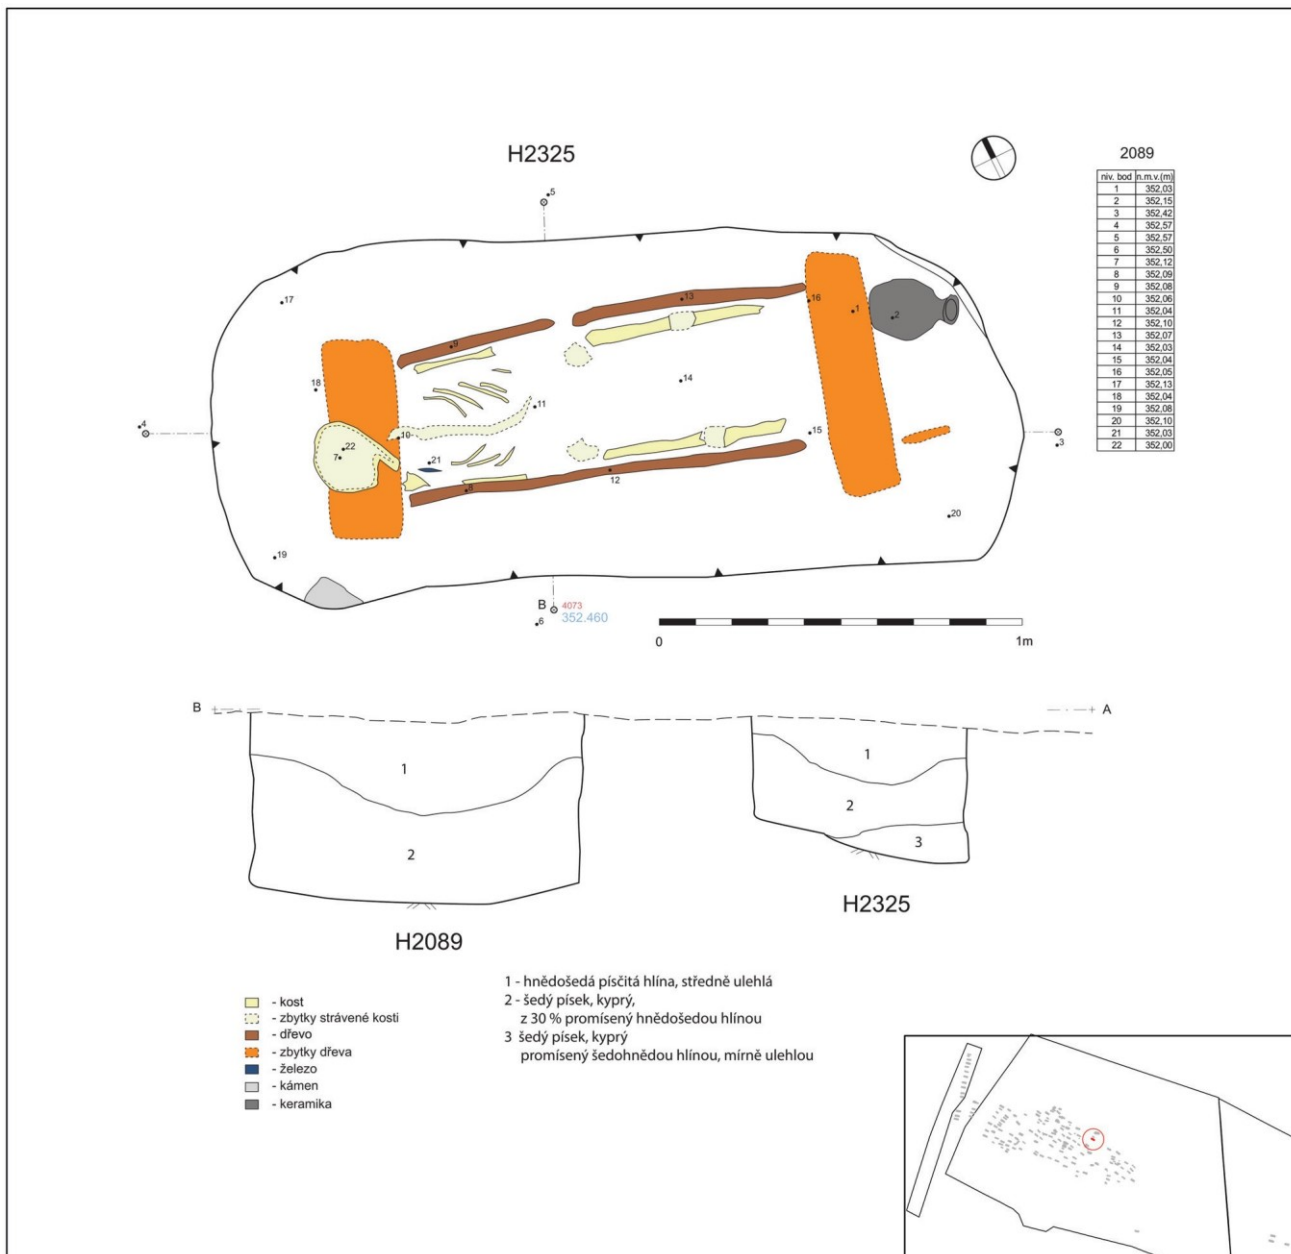 H2325
2089
niv. bod n.m.v.(m)
1 352,03
2 352,15
3 352,42
4 352,57
5 352,57
6 352,50
7 352,12
8 352,09
9 352,08
10 352,06
11 352,04
12 352,10
13 352,07
14 352,03
15 352,04
16 352,05
17 352,13
18 352,04
19 352,08
20 352,10
21 352,03
22 352,00
5
17
13
16
1
2
9
18
14
11
4
10
22
7
15
3
21
8
12
20
19
B
4073
352.460
6
0
1m
B
A
1
1
2
2
3
H2325
H2089
- kost
- zbytky strávené kosti
- dřevo
- zbytky dřeva
- železo
- kámen
- keramika
1 - hnědošedá písčitá hlína, středně ulehlá
2 - šedý písek, kyprý,
z 30 % promísený hnědošedou hlínou
3 šedý písek, kyprý
promísený šedohnědou hlínou, mírně ulehlou